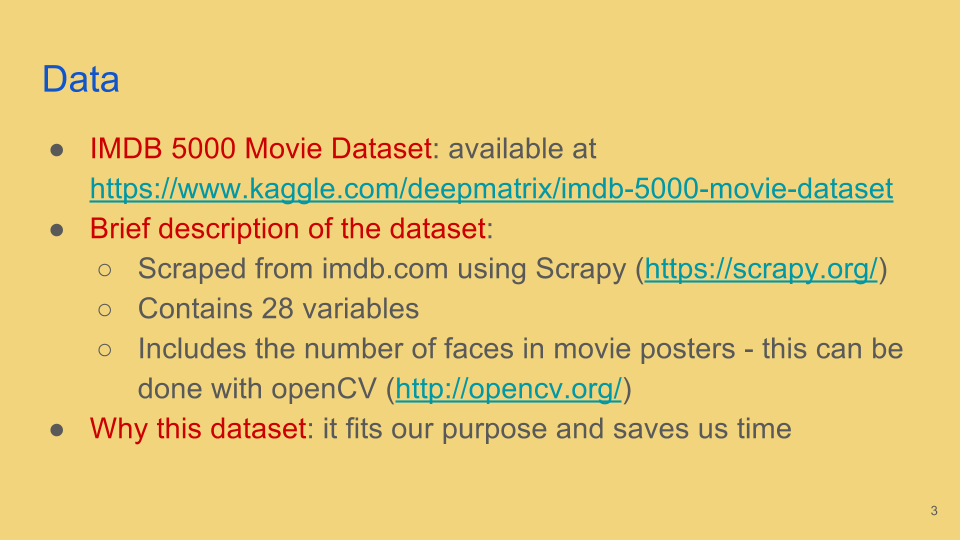 Data
● IMDB 5000 Movie Dataset: available at
https://www.kaggle.com/deepmatrix/imdb-5000-movie-dataset
● Brief description of the dataset:
○ Scraped from imdb.com using Scrapy (https://scrapy.org/)
○ Contains 28 variables
○ Includes the number of faces in movie posters - this can be
done with openCV (http://opencv.org/)
● Why this dataset: it fits our purpose and saves us time
3